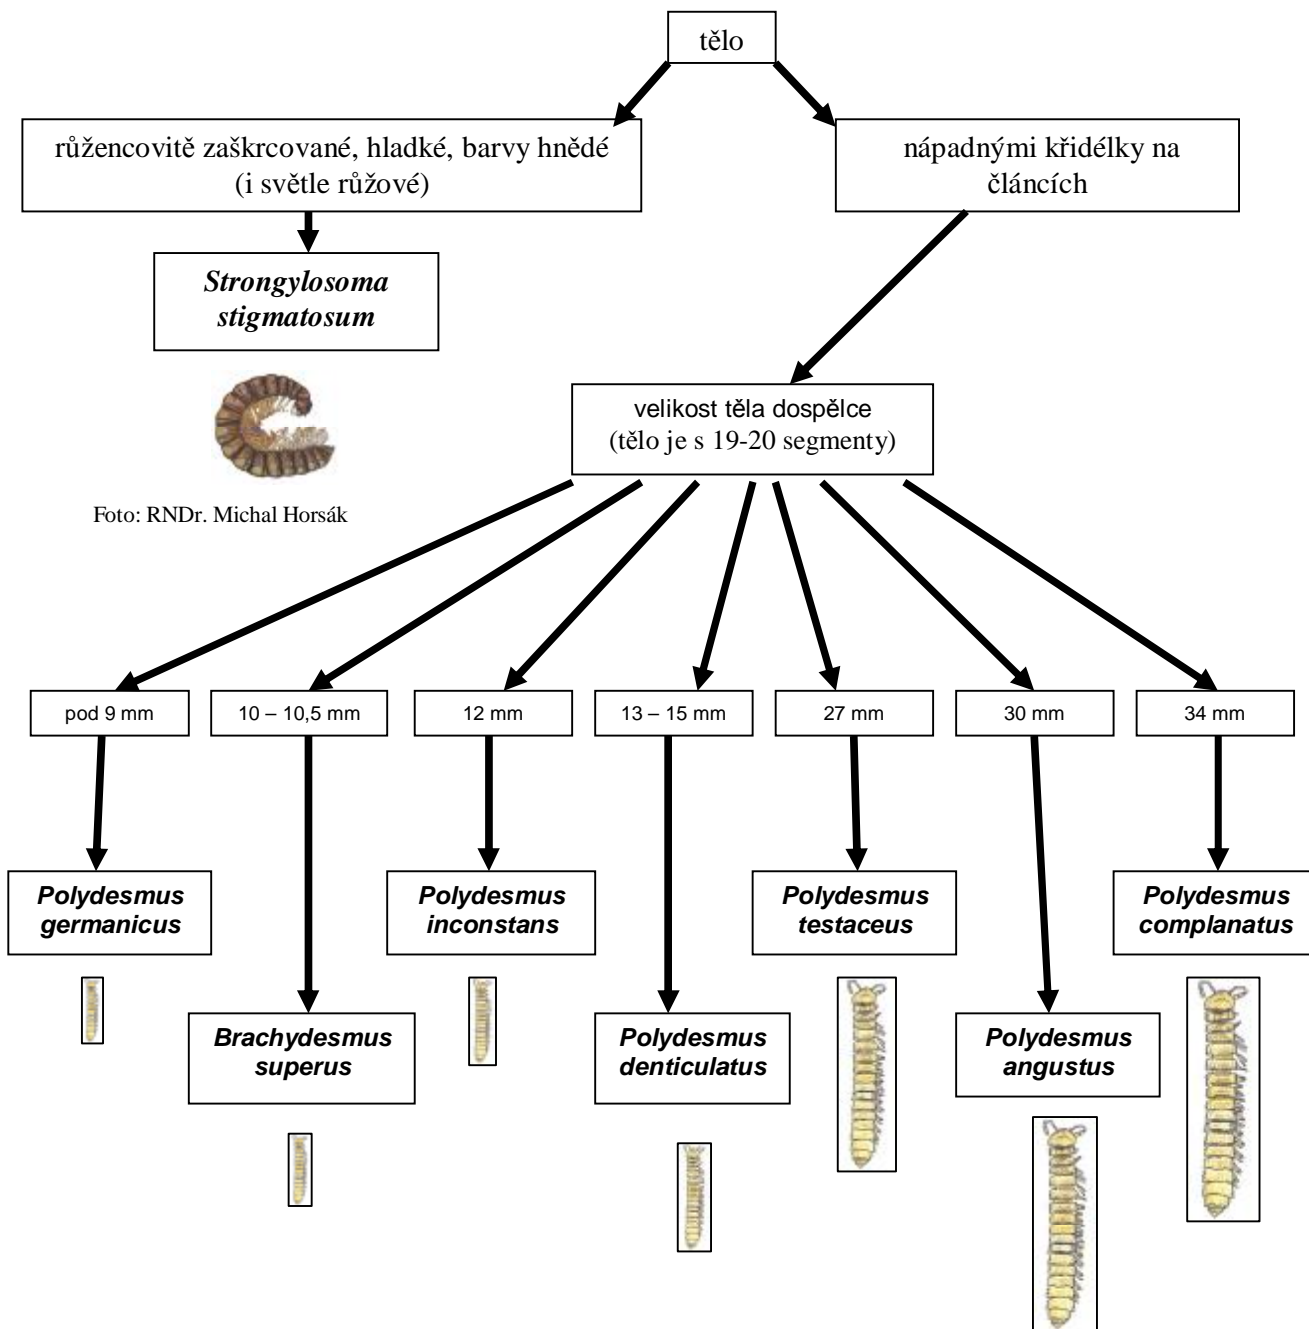 tělo
růžencovitě zaškrcované, hladké, barvy hnědé
(i světle růžové)
nápadnými křidélky na
článcích
Strongylosoma
stigmatosum
Foto: RNDr. Michal Horsák
velikost těla dospělce
(tělo je s 19-20 segmenty)
pod 9 mm
10 – 10,5 mm
12 mm
13 – 15 mm
27 mm
30 mm
34 mm
Polydesmus
germanicus
Polydesmus
inconstans
Polydesmus
testaceus
Polydesmus
complanatus
Brachydesmus
superus
Polydesmus
denticulatus
Polydesmus
angustus